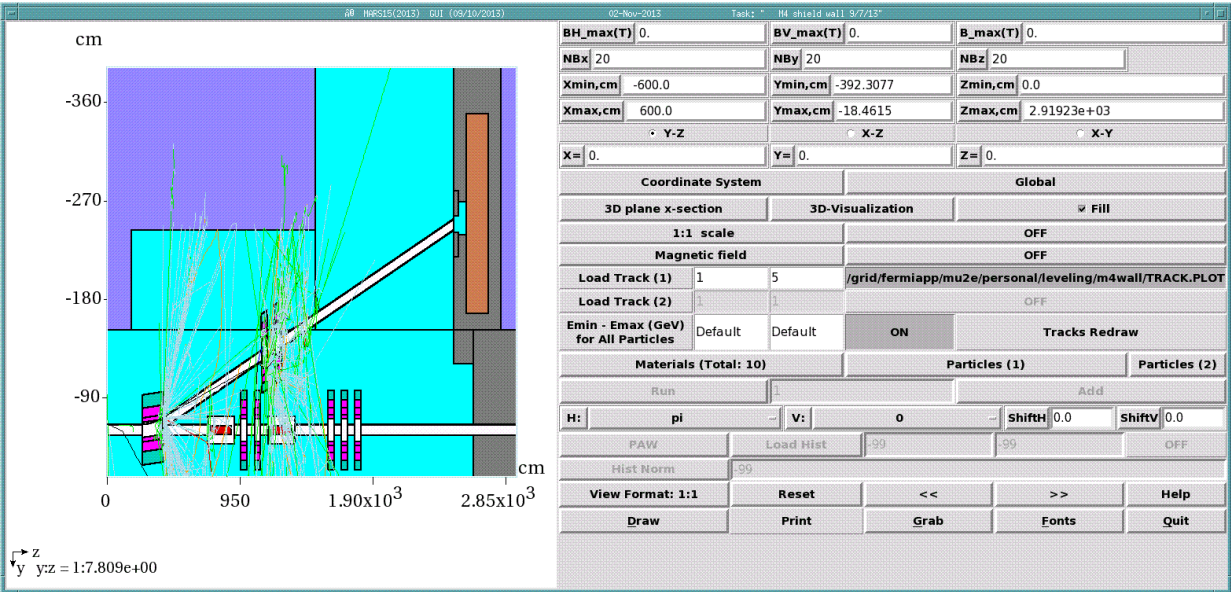 MARS15(2013) GUI (09/10/2013) 02-Nov-2013 Task: " M4 shield wall 9/7/13"
cm
-360
-270
-180
-90
cm
0 950 1.90x10³ 2.85x10³
z
y y:z = 1:7.809e+00
BH_max(T) 0. BV_max(T) 0. B_max(T) 0.
NBx 20 NBy 20 NBz 20
Xmin,cm -600.0 Ymin,cm -392.3077 Zmin,cm 0.0
Xmax,cm 600.0 Ymax,cm -18.4615 Zmax,cm 2.91923e+03
Y-Z X-Z X-Y
X= 0. Y= 0. Z= 0.
Coordinate System Global
3D plane x-section 3D-Visualization Fill
1:1 scale OFF
Magnetic field OFF
Load Track (1) 1 5 /grid/fermiapp/mu2e/personal/leveling/m4wall/TRACK.PLOT
Load Track (2) 1 1 OFF
Emin - Emax (GeV)
for All Particles Default Default ON Tracks Redraw
Materials (Total: 10) Particles (1) Particles (2)
Run 1 Add
H: pi V: 0 ShiftH 0.0 ShiftV 0.0
PAW Load Hist -99 -99 OFF
Hist Norm -99
View Format: 1:1 Reset << >> Help
Draw Print Grab Fonts Quit